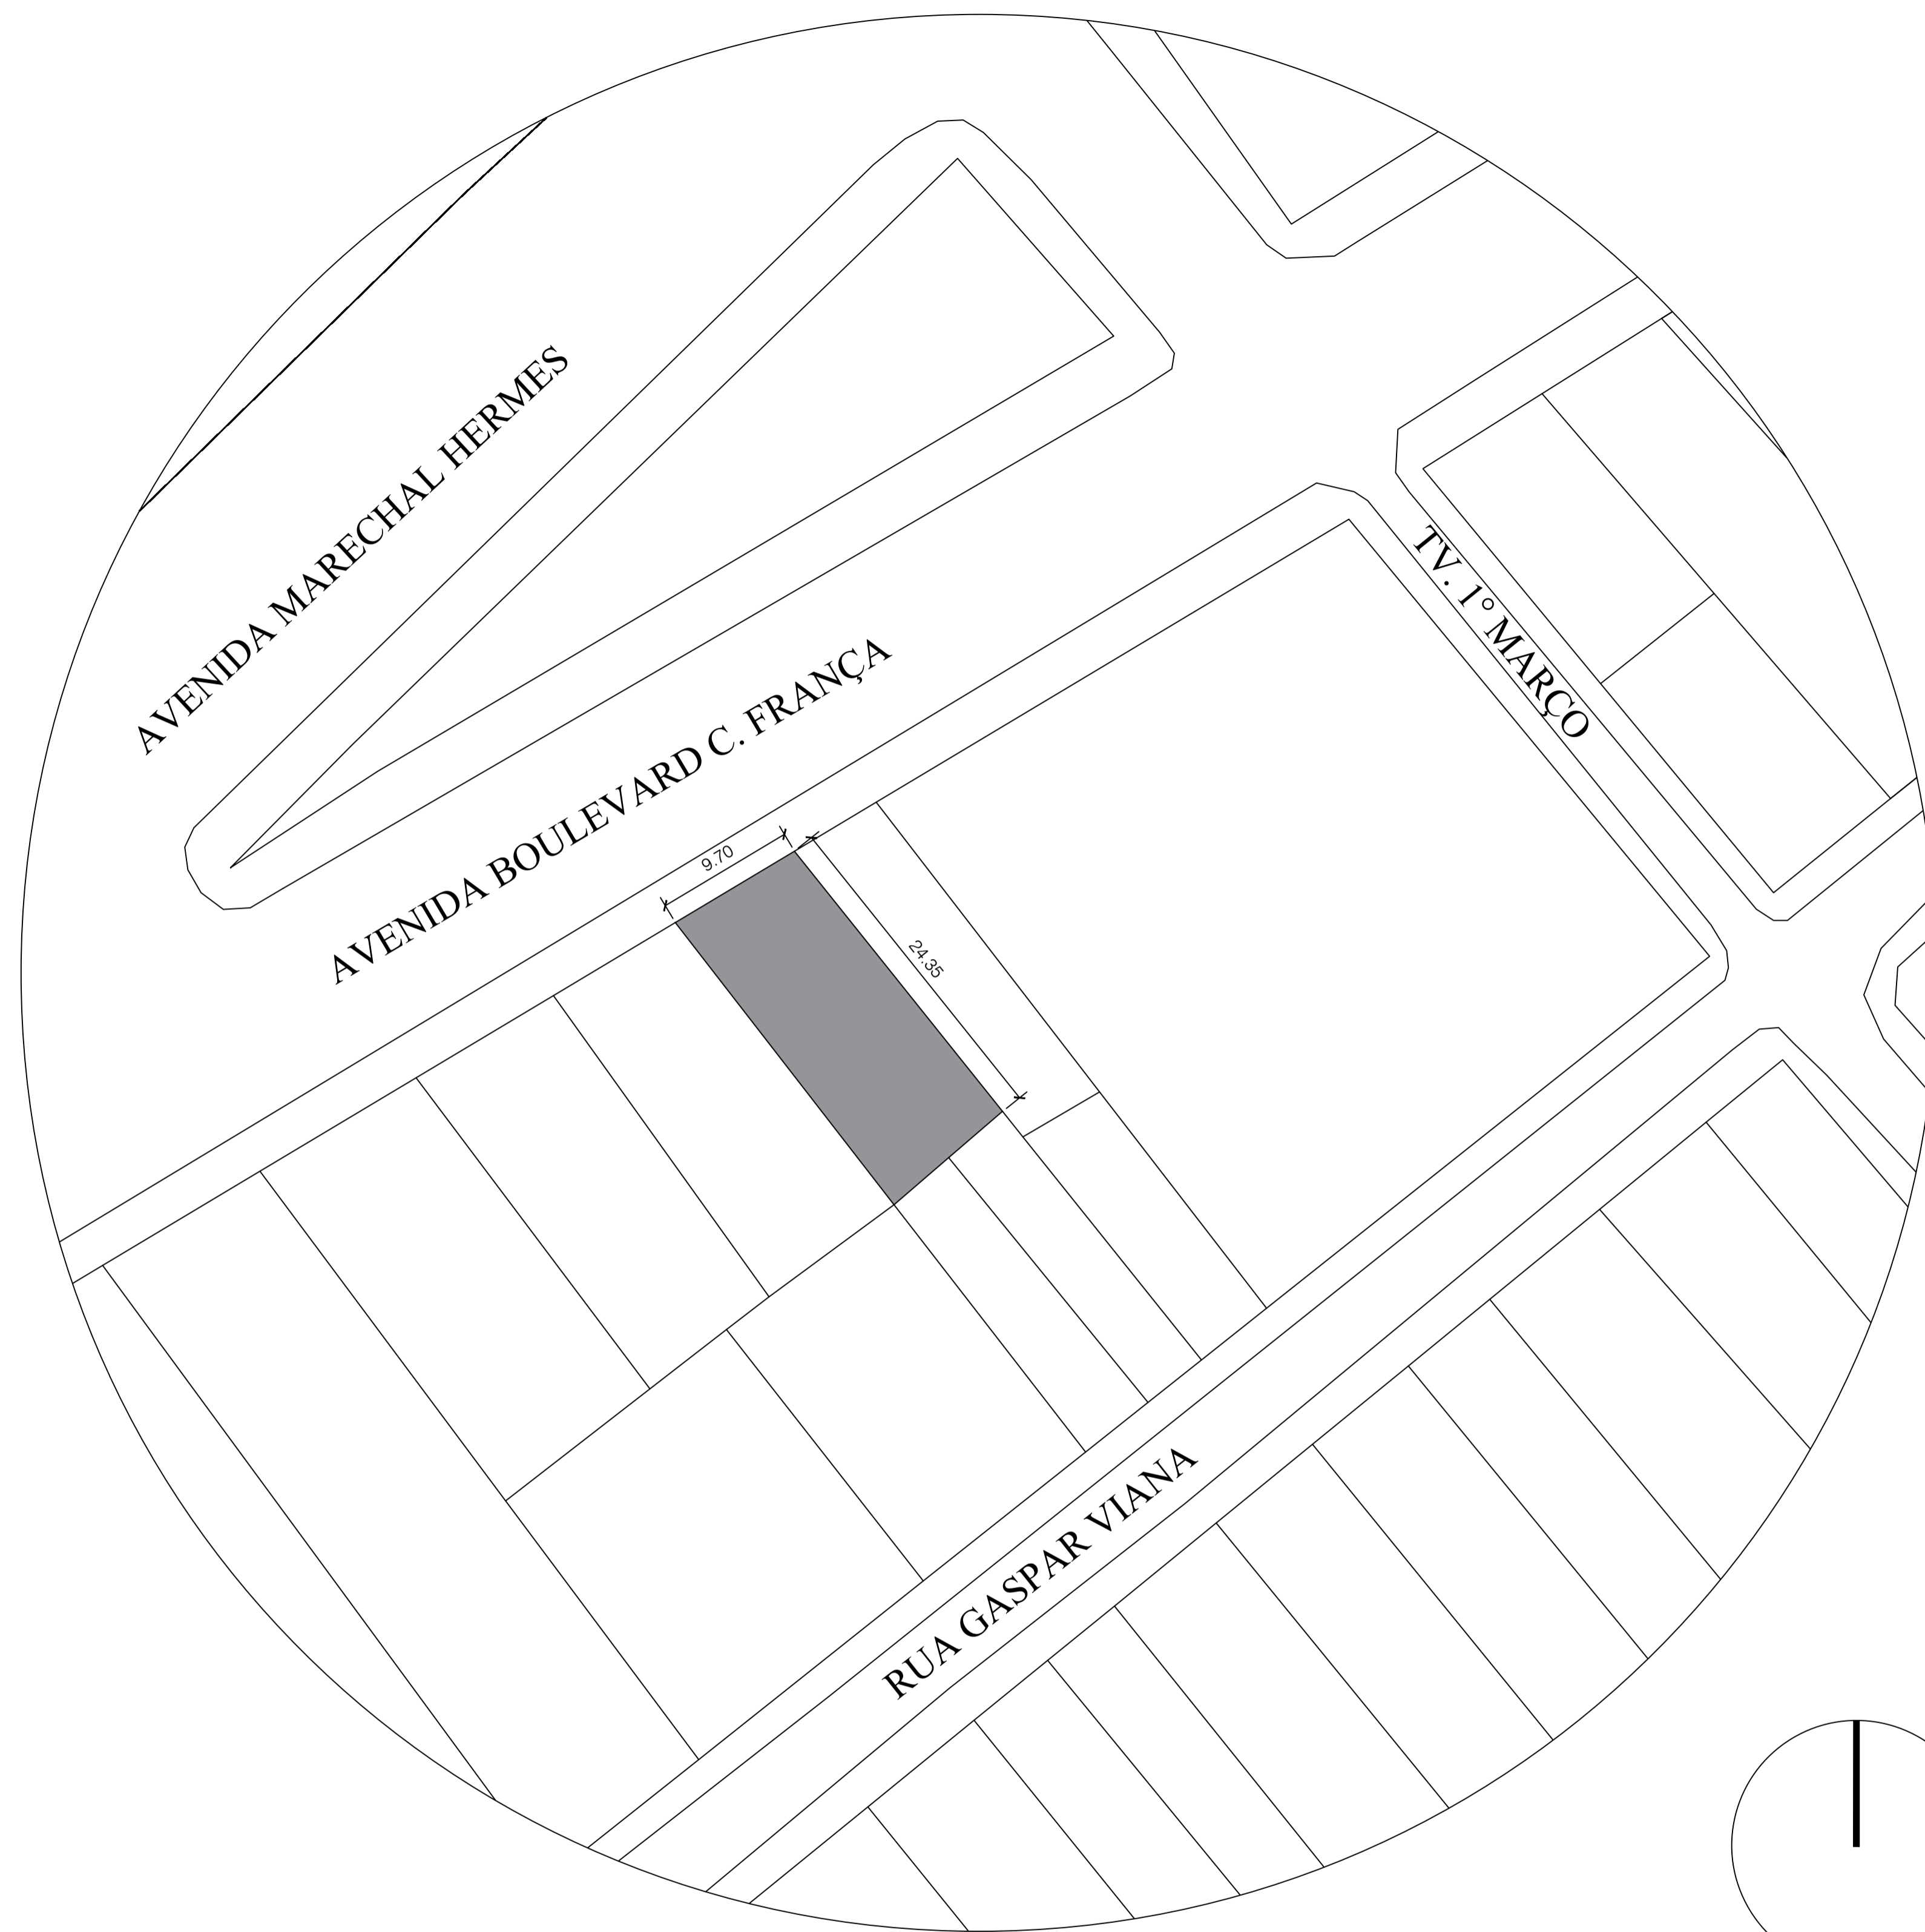 AVENIDA MARECHAL HERMES
AVENIDA BOULEVARD C. FRANÇA
TV. 1° MARÇO
9.70
24.35
RUA GASPAR VIANA